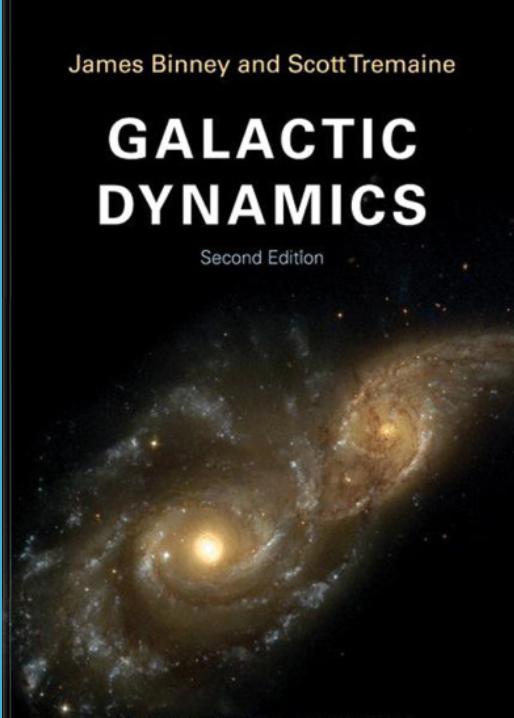 James Binney and Scott Tremaine
GALACTIC
DYNAMICS
Second Edition